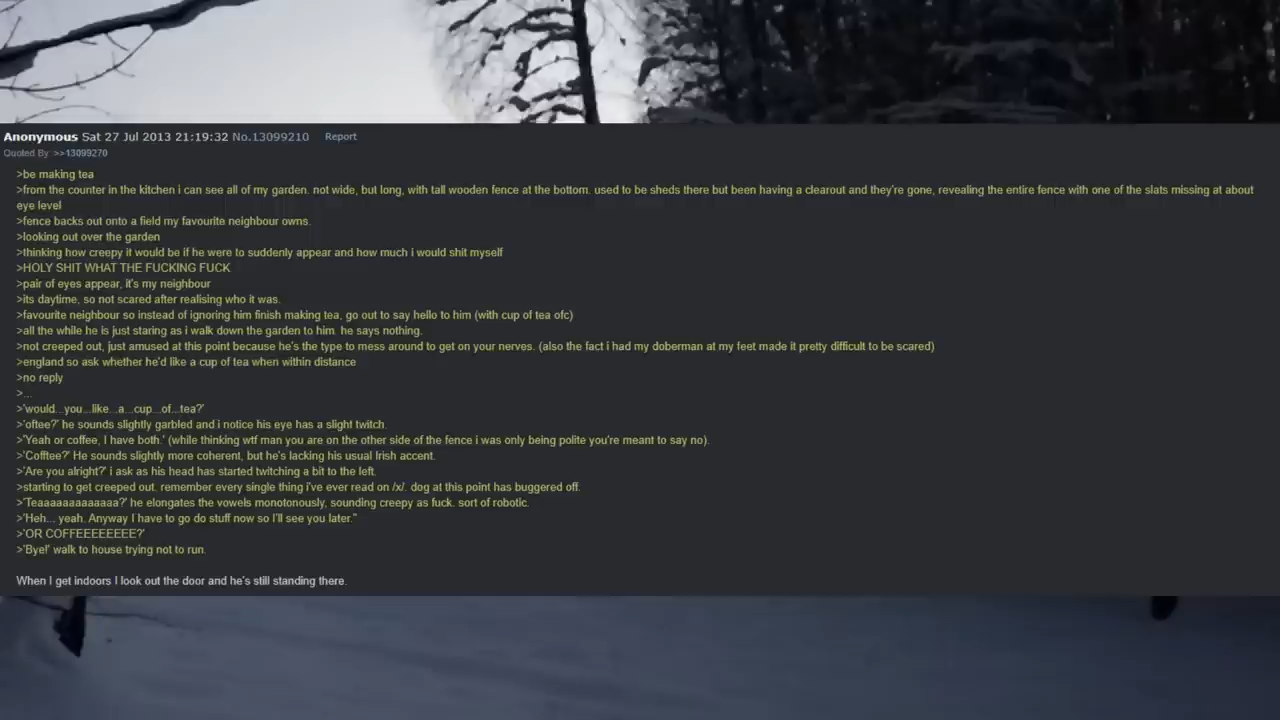 Anonymous Sat 27 Jul 2013 21:19:32 No.13099210 Report
Quoted By: >>13099270
>be making tea
>from the counter in the kitchen i can see all of my garden. not wide, but long, with tall wooden fence at the bottom. used to be sheds there but been having a clearout and they're gone, revealing the entire fence with one of the slats missing at about
eye level
>fence backs out onto a field my favourite neighbour owns.
>looking out over the garden
>thinking how creepy it would be if he were to suddenly appear and how much i would shit myself
>HOLY SHIT WHAT THE FUCKING FUCK
>pair of eyes appear, it's my neighbour
>its daytime, so not scared after realising who it was.
>favourite neighbour so instead of ignoring him finish making tea, go out to say hello to him (with cup of tea ofc)
>all the while he is just staring as i walk down the garden to him. he says nothing.
>not creeped out, just amused at this point because he's the type to mess around to get on your nerves. (also the fact i had my doberman at my feet made it pretty difficult to be scared)
>england so ask whether he'd like a cup of tea when within distance
>no reply
>...
>'would...you...like...a...cup...of...tea?'
>'oftee?' he sounds slightly garbled and i notice his eye has a slight twitch.
>'Yeah or coffee, I have both.' (while thinking wtf man you are on the other side of the fence i was only being polite you're meant to say no).
>'Cofftee?' He sounds slightly more coherent, but he's lacking his usual Irish accent.
>'Are you alright?' i ask as his head has started twitching a bit to the left.
>starting to get creeped out. remember every single thing i've ever read on /x/. dog at this point has buggered off.
>'Teaaaaaaaaaaaaa?' he elongates the vowels monotonously, sounding creepy as fuck. sort of robotic.
>'Heh... yeah. Anyway I have to go do stuff now so I'll see you later."
>'OR COFFEEEEEEEE?'
>'Bye!' walk to house trying not to run.
When I get indoors I look out the door and he's still standing there.